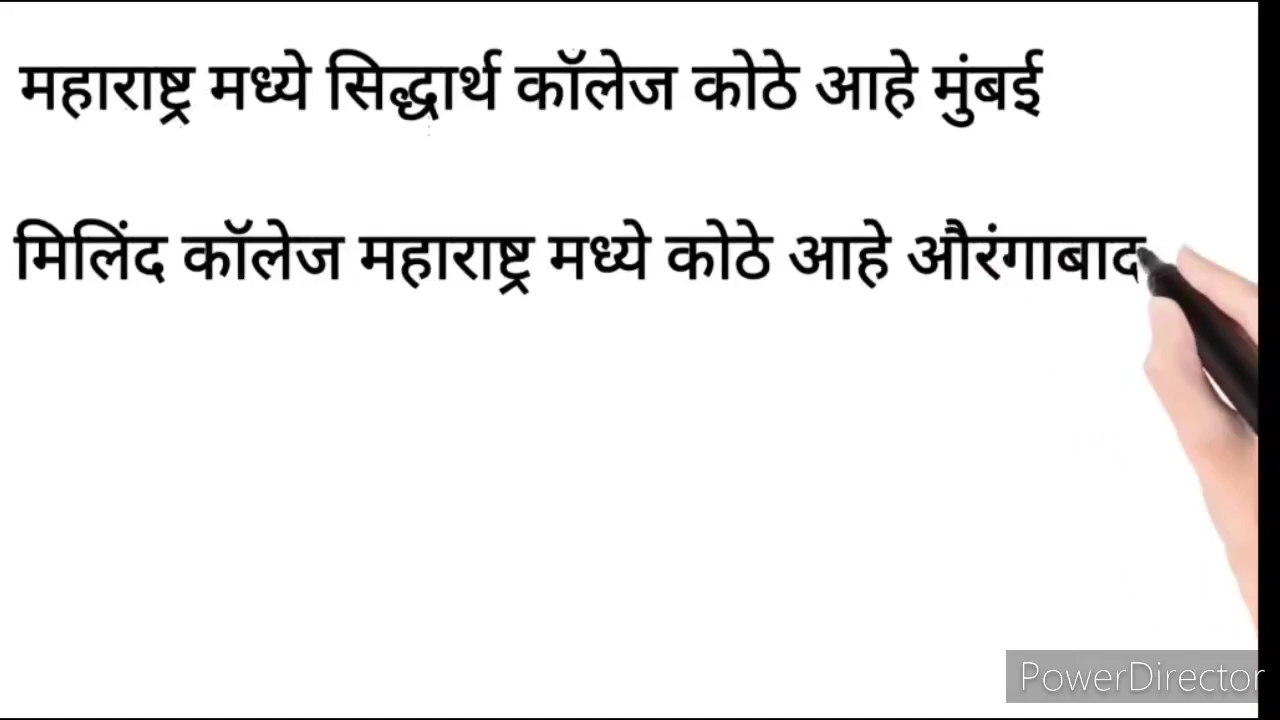 महाराष्ट्र मध्ये सिद्धार्थ कॉलेज कोठे आहे मुंबई
मिलिंद कॉलेज महाराष्ट्र मध्ये कोठे आहे औरंगाबाद
PowerDirector